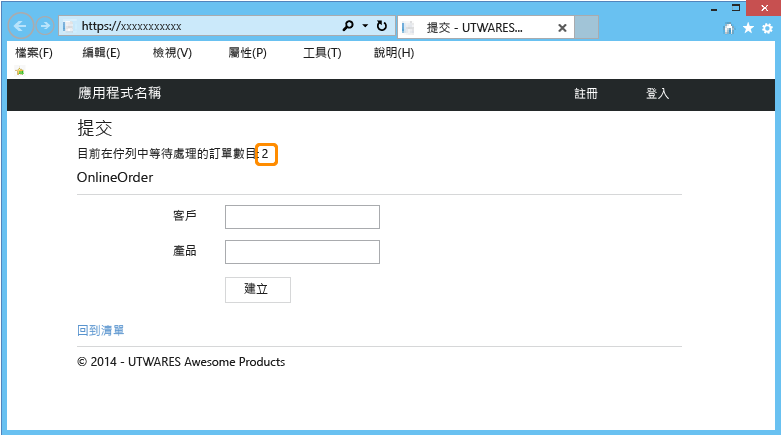 https://xxxxxxxxxxx
提交 - UTWARES...
檔案(F) 編輯(E) 檢視(V) 屬性(P) 工具(T) 說明(H)
應用程式名稱 註冊 登入
提交
目前在佇列中等待處理的訂單數目: 2
OnlineOrder
客戶
產品
建立
回到清單
© 2014 - UTWARES Awesome Products